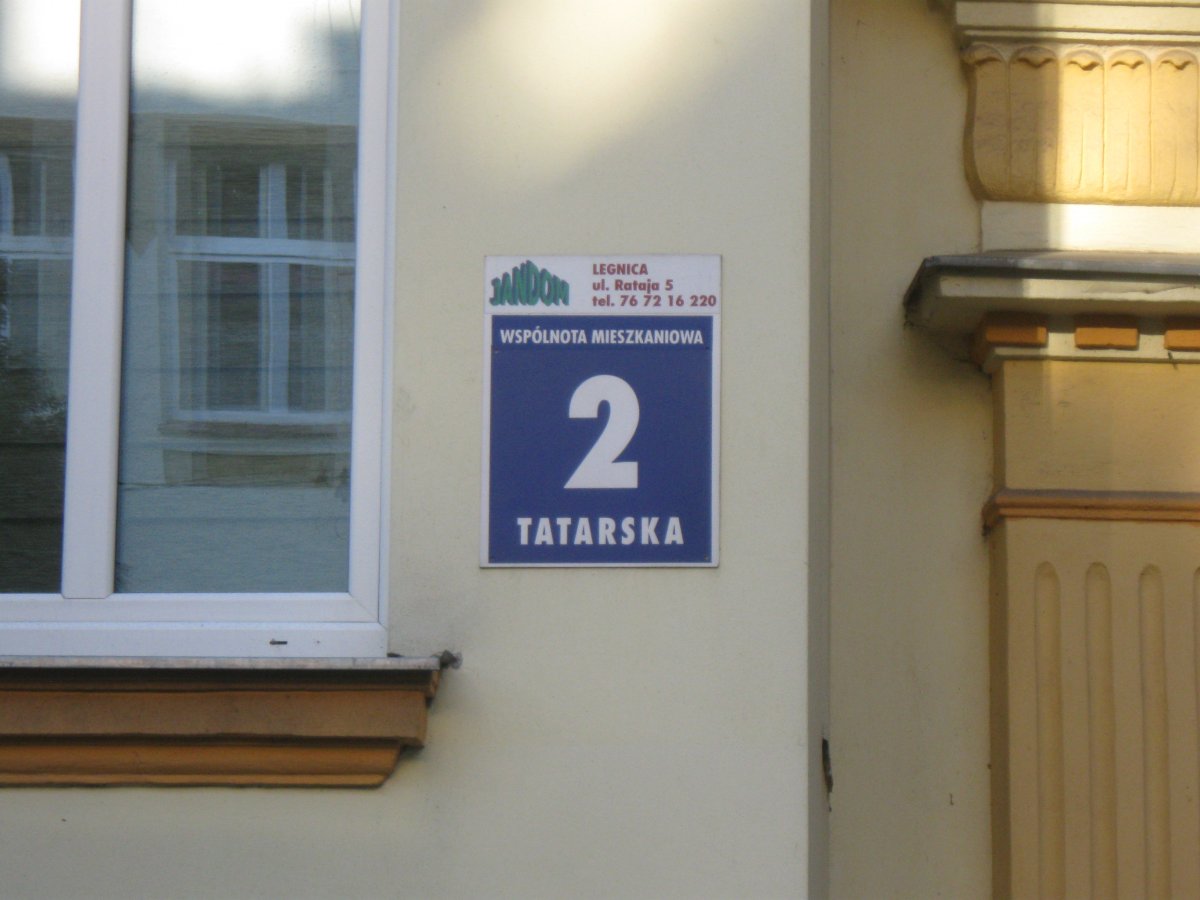 JANDOM
LEGNICA
ul. Rataja 5
tel. 76 72 16 220
WSPÓLNOTA MIESZKANIOWA
2
TATARSKA